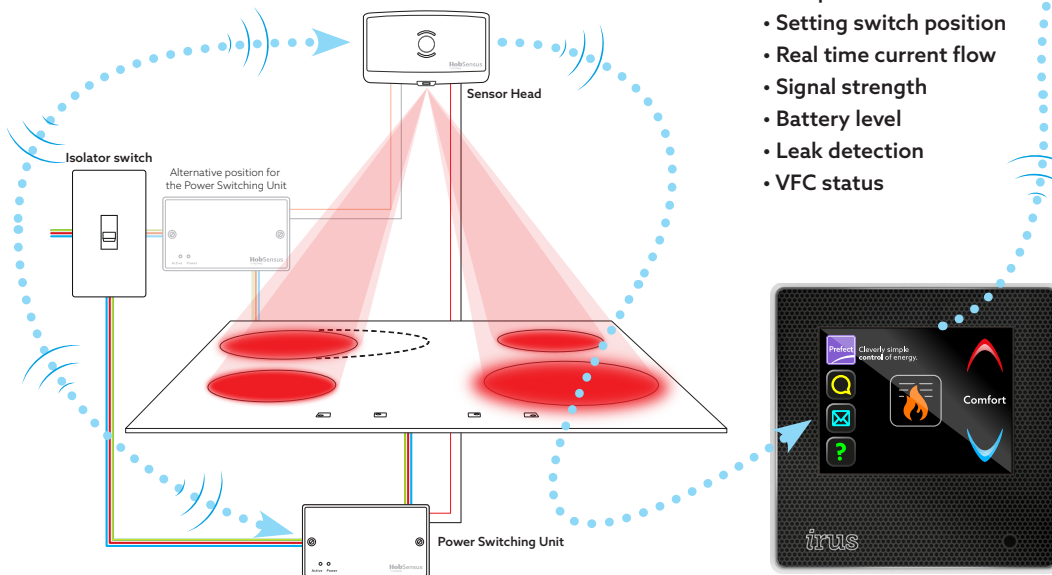 • Setting switch position
• Real time current flow
• Signal strength
• Battery level
• Leak detection
• VFC status
HobSensus
Sensor Head
Isolator switch
Alternative position for
the Power Switching Unit
Active Power
HobSensus
Prefect
Cleverly simple
control of energy.
Comfort
?
irus
Power Switching Unit
Active Power
HobSensus